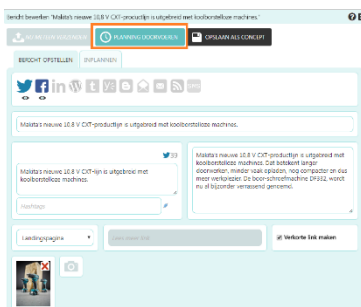 bericht bewerken "Makita's nieuwe 10,8 V CXT-productlijn is uitgebreid met koolborstelloze machines."
PLANNING DOORVOEREN
OPSLAAN ALS CONCEPT
BERICHT OPSTELLEN
INPLANNEN
Makita's nieuwe 10,8 V CXT-productlijn is uitgebreid met koolborstelloze machines.
Makita's nieuwe 10,8 V CXT-lijn is uitgebreid met
koolborstelloze machines.
Hashtags
Makita's nieuwe 10,8 V CXT-productlijn is uitgebreid met
koolborstelloze machines. Dat betekent langer
doorwerken, minder vaak opladen, nog compacter en dus
meer werkplezier. De boor-schroefmachine DF332, wordt
nu al bijzonder verrassend genoemd.
Landingspagina
Verkorte link maken